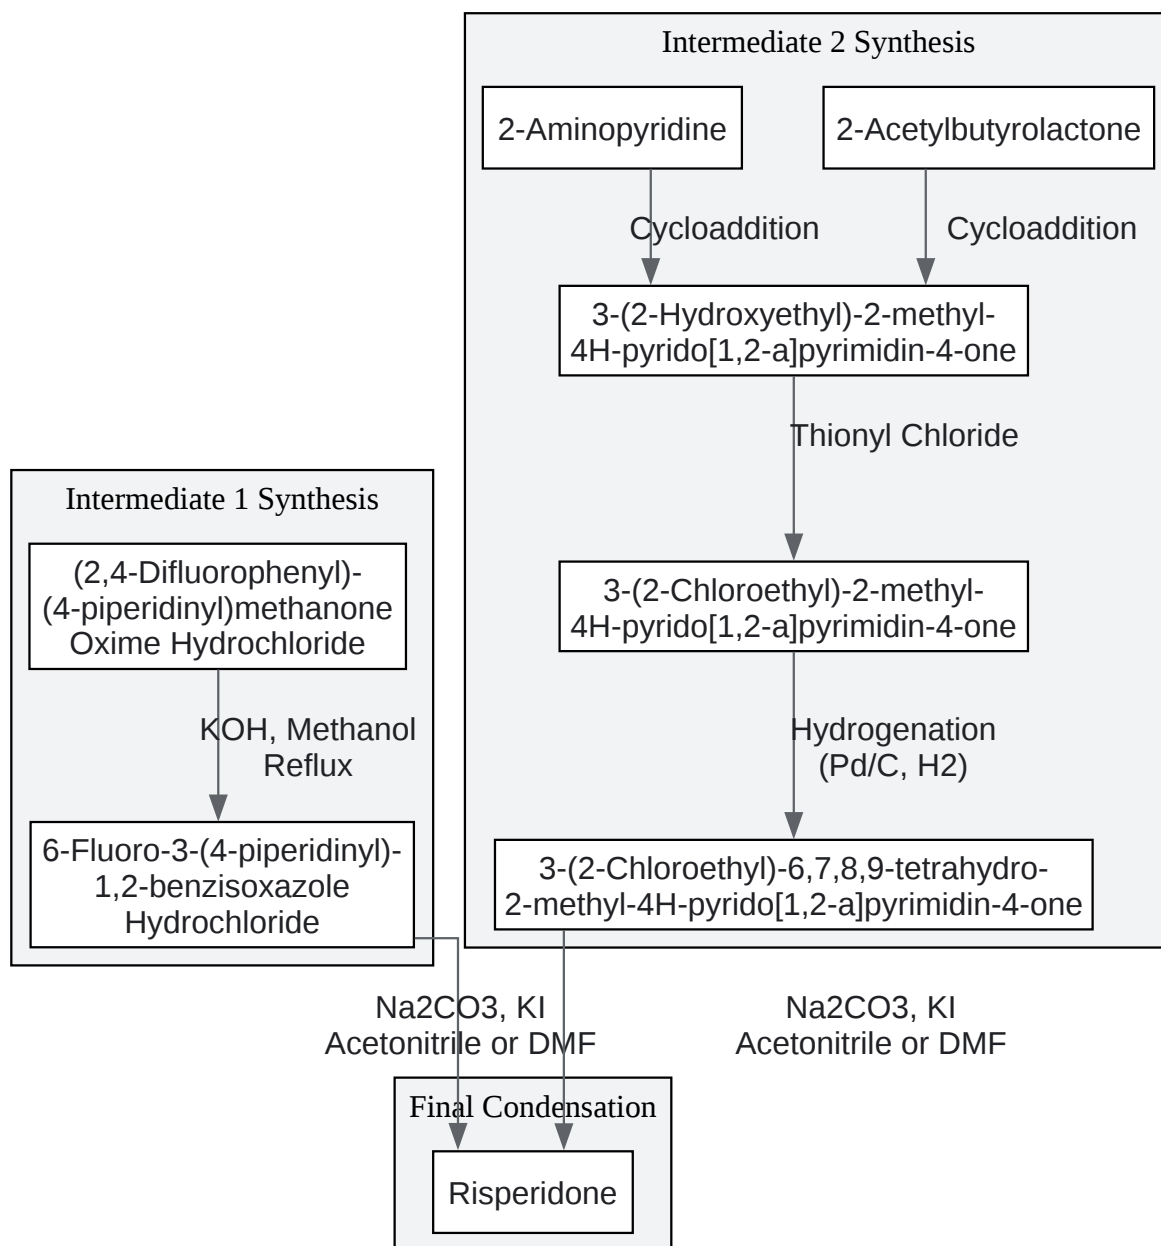 Intermediate 2 Synthesis
2-Aminopyridine
2-Acetylbutyrolactone
Cycloaddition
Cycloaddition
3-(2-Hydroxyethyl)-2-methyl-
4H-pyrido[1,2-a]pyrimidin-4-one
Thionyl Chloride
3-(2-Chloroethyl)-2-methyl-
4H-pyrido[1,2-a]pyrimidin-4-one
Hydrogenation
(Pd/C, H2)
3-(2-Chloroethyl)-6,7,8,9-tetrahydro-
2-methyl-4H-pyrido[1,2-a]pyrimidin-4-one
Intermediate 1 Synthesis
(2,4-Difluorophenyl)-
(4-piperidinyl)methanone
Oxime Hydrochloride
KOH, Methanol
Reflux
6-Fluoro-3-(4-piperidinyl)-
1,2-benzisoxazole
Hydrochloride
Na2CO3, KI
Acetonitrile or DMF
Na2CO3, KI
Acetonitrile or DMF
Final Condensation
Risperidone